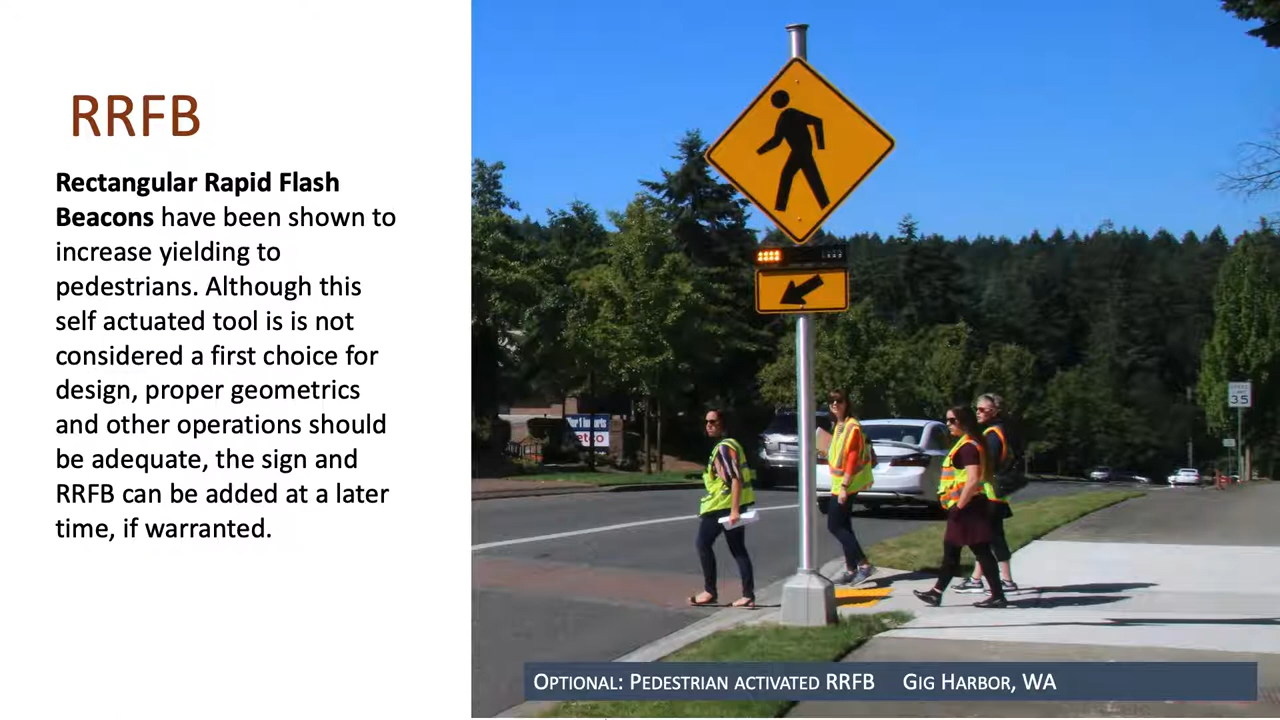 RRFB
Rectangular Rapid Flash
Beacons have been shown to
increase yielding to
pedestrians. Although this
self actuated tool is is not
considered a first choice for
design, proper geometrics
and other operations should
be adequate, the sign and
RRFB can be added at a later
time, if warranted.
SPEED
LIMIT
35
OPTIONAL: PEDESTRIAN ACTIVATED RRFB GIG HARBOR, WA